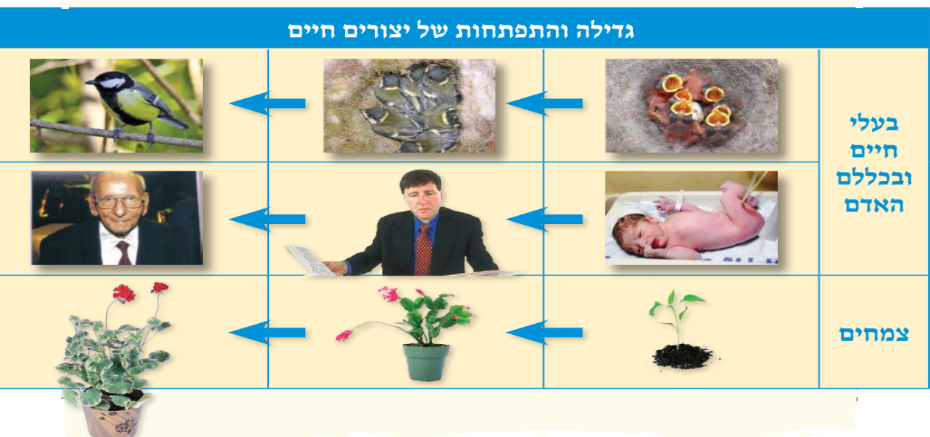 גדילה והתפתחות של יצורים חיים
בעלי
חיים
ובכללם
האדם
צמחים